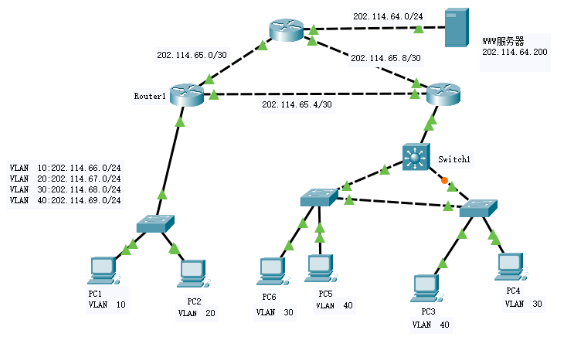 202.114.64.0/24
WWW服务器
202.114.64.200
202.114.65.0/30
202.114.65.8/30
Router1
202.114.65.4/30
Switch1
VLAN 10:202.114.66.0/24
VLAN 20:202.114.67.0/24
VLAN 30:202.114.68.0/24
VLAN 40:202.114.69.0/24
PC1
VLAN 10
PC2
VLAN 20
PC6
VLAN 30
PC5
VLAN 40
PC3
VLAN 40
PC4
VLAN 30